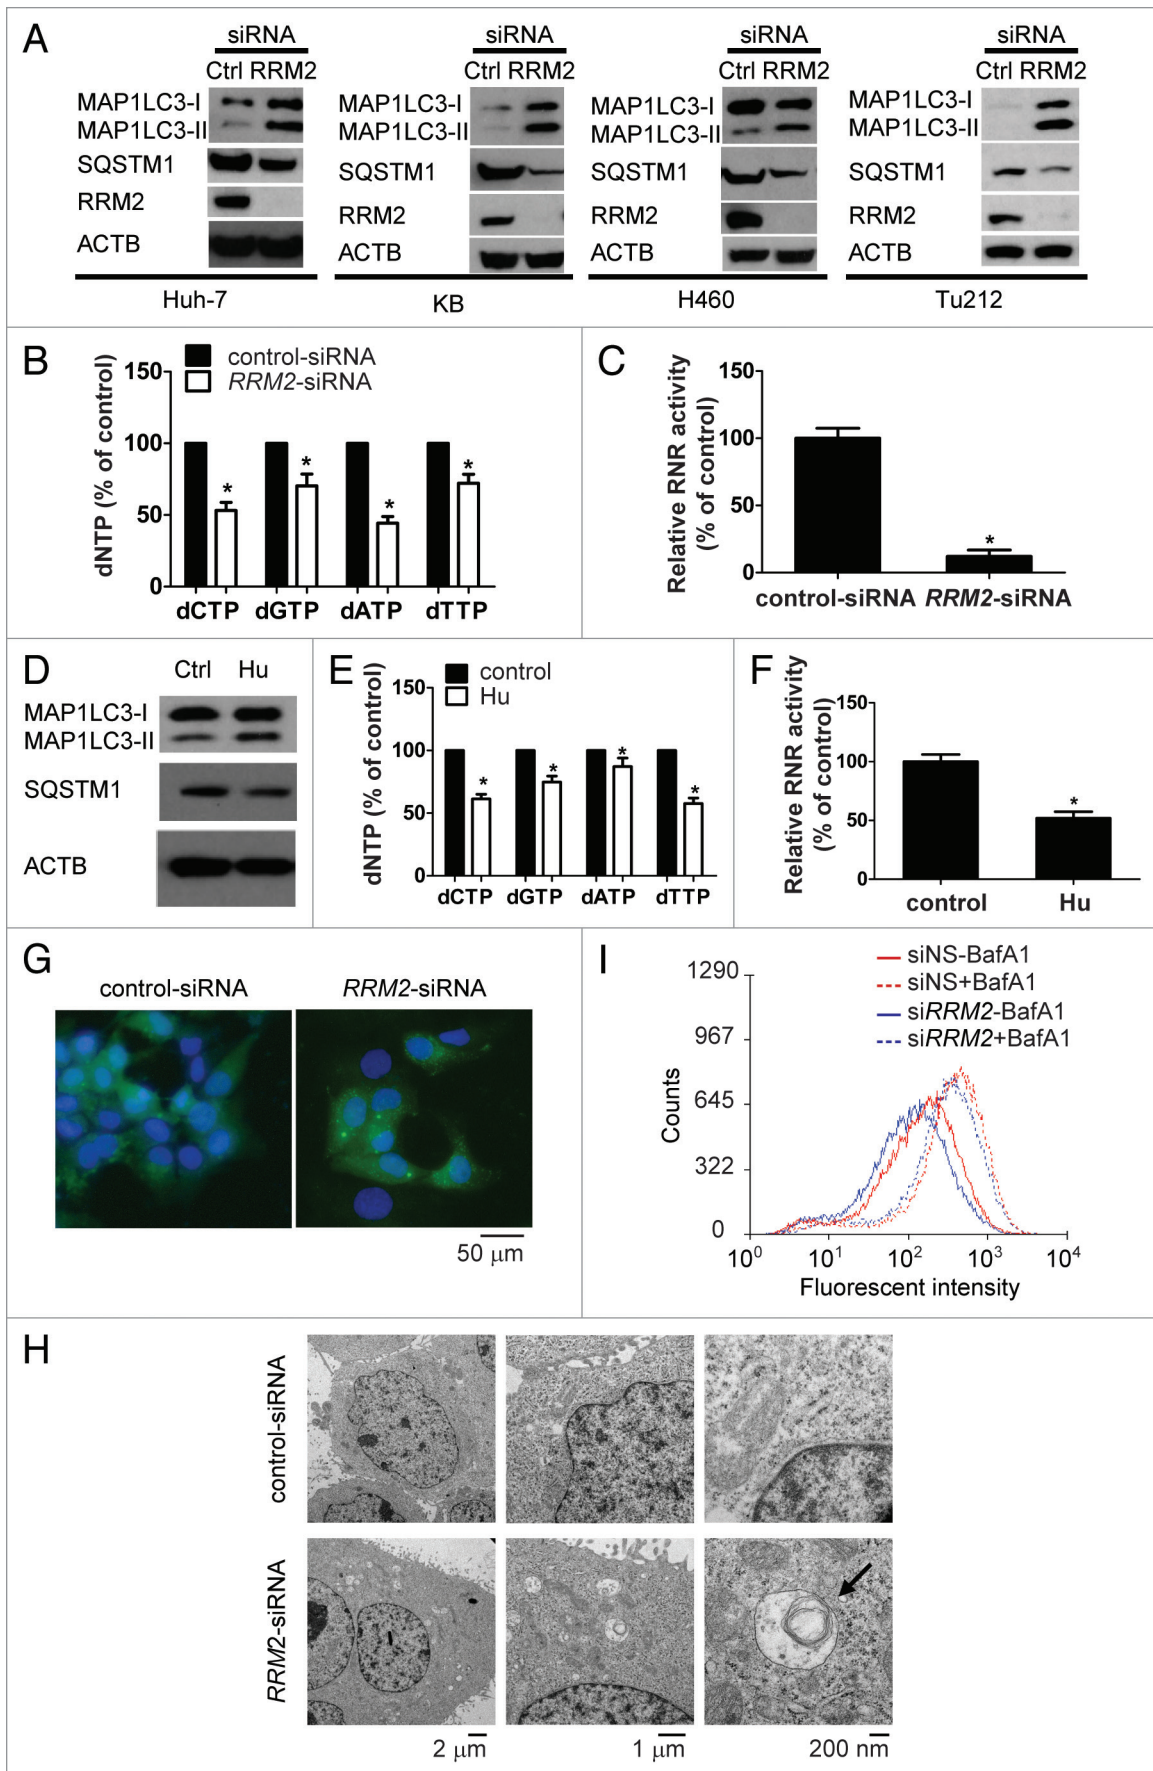 A
siRNA
Ctrl RRM2
MAP1LC3-I
MAP1LC3-II
SQSTM1
RRM2
ACTB
Huh-7
siRNA
Ctrl RRM2
MAP1LC3-I
MAP1LC3-II
SQSTM1
RRM2
ACTB
KB
siRNA
Ctrl RRM2
MAP1LC3-I
MAP1LC3-II
SQSTM1
RRM2
ACTB
H460
siRNA
Ctrl RRM2
MAP1LC3-I
MAP1LC3-II
SQSTM1
RRM2
ACTB
Tu212
B
control-siRNA
RRM2-siRNA
dNTP (% of control)
150
100
50
0
* * * *
dCTP dGTP dATP dTTP
C
Relative RNR activity
(% of control)
150
100
50
0
*
control-siRNA RRM2-siRNA
D
Ctrl Hu
MAP1LC3-I
MAP1LC3-II
SQSTM1
ACTB
E
control
Hu
dNTP (% of control)
150
100
50
0
* * * *
dCTP dGTP dATP dTTP
F
Relative RNR activity
(% of control)
150
100
50
0
*
control Hu
G
control-siRNA RRM2-siRNA
50 µm
I
siNS-BafA1
siNS+BafA1
siRRM2-BafA1
siRRM2+BafA1
Counts
1290
967
645
322
0
10⁰ 10¹ 10² 10³ 10⁴
Fluorescent intensity
H
control-siRNA
RRM2-siRNA
2 µm 1 µm 200 nm